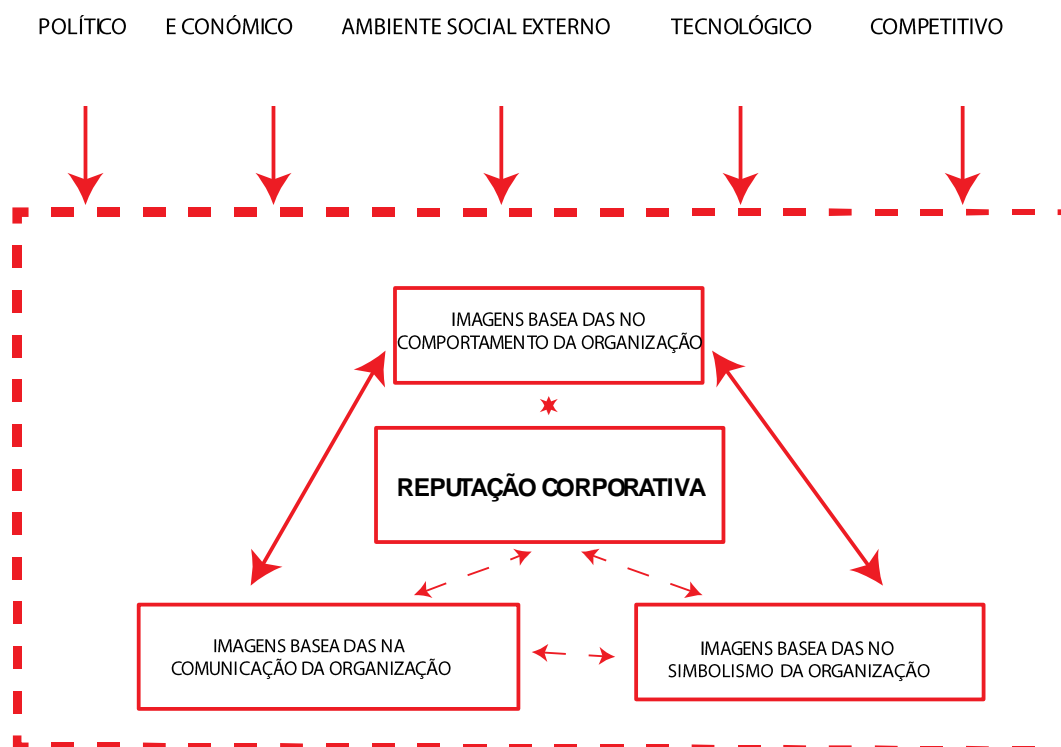 POLÍTICO E CONÓMICO AMBIENTE SOCIAL EXTERNO TECNOLÓGICO COMPETITIVO
IMAGENS BASEA DAS NO
COMPORTAMENTO DA ORGANIZAÇÃO
REPUTAÇÃO CORPORATIVA
IMAGENS BASEA DAS NA
COMUNICAÇÃO DA ORGANIZAÇÃO
IMAGENS BASEA DAS NO
SIMBOLISMO DA ORGANIZAÇÃO